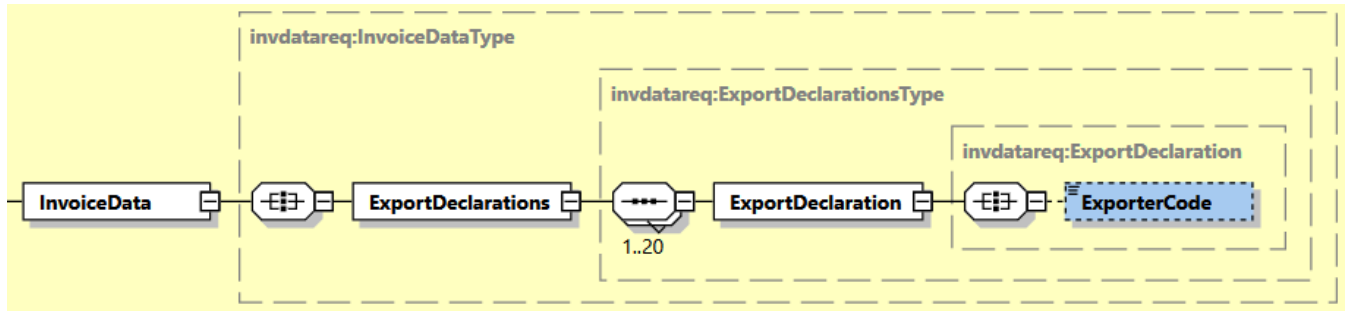 invdatareq:InvoiceDataType
invdatareq:ExportDeclarationsType
invdatareq:ExportDeclaration
InvoiceData
ExportDeclarations
ExportDeclaration
ExporterCode
1..20